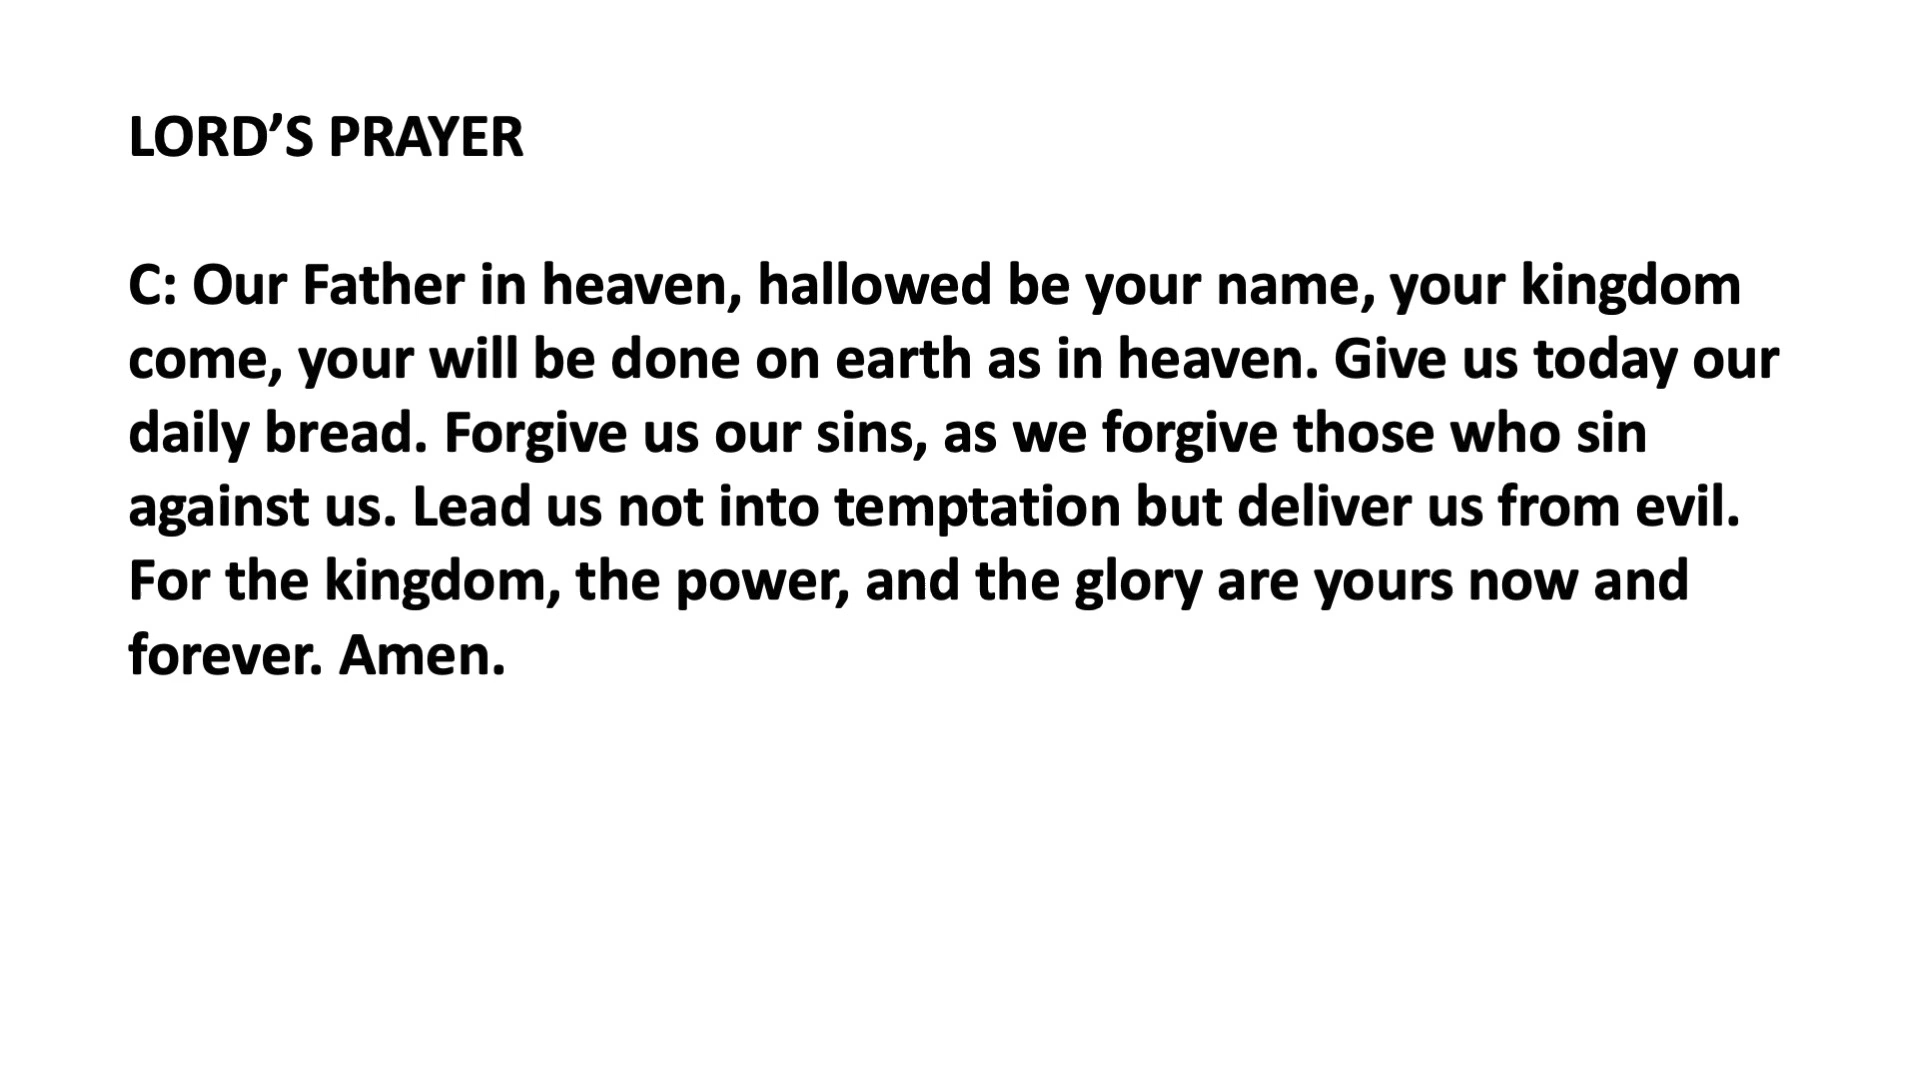 LORD’S PRAYER
C: Our Father in heaven, hallowed be your name, your kingdom
come, your will be done on earth as in heaven. Give us today our
daily bread. Forgive us our sins, as we forgive those who sin
against us. Lead us not into temptation but deliver us from evil.
For the kingdom, the power, and the glory are yours now and
forever. Amen.